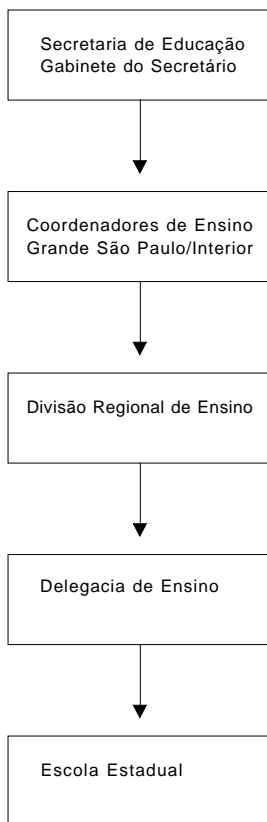 Secretaria de Educação
Gabinete do Secretário
Coordenadores de Ensino
Grande São Paulo/Interior
Divisão Regional de Ensino
Delegacia de Ensino
Escola Estadual